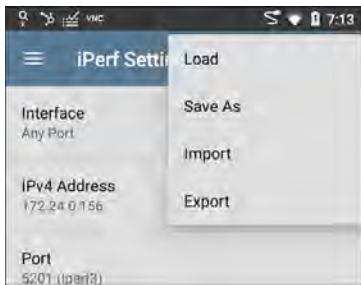 VNC 7:13
iPerf Setti
Load
Save As
Import
Export
Interface
Any Port
IPv4 Address
172.24.0.156
Port
5201 (iperf3)